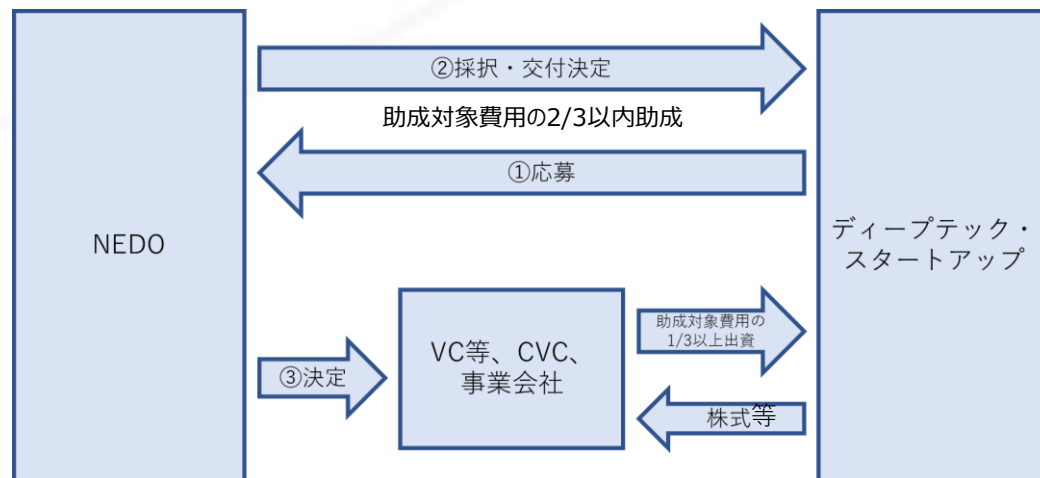 ②採択・交付決定
助成対象費用の2/3以内助成
①応募
NEDO
ディープテック・
スタートアップ
VC等、CVC、
事業会社
助成対象費用の
1/3以上出資
③決定
株式等